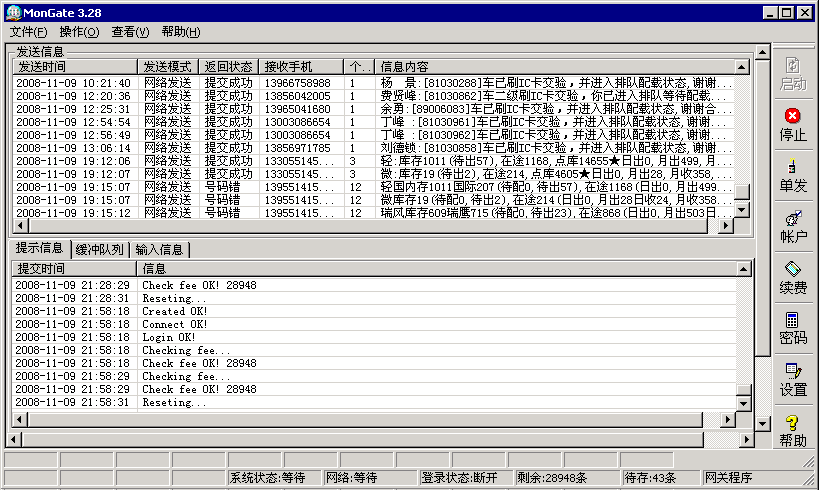 MonGate 3.28
文件(F) 操作(O) 查看(V) 帮助(H)
发送信息
发送时间 发送模式 返回状态 接收手机 个.. 信息内容
2008-11-09 10:21:40 网络发送 提交成功 13966758988 1 杨 景:[81030288]车已刷IC卡交验,并进入排队配载状态,谢谢...
2008-11-09 12:20:36 网络发送 提交成功 13856042005 1 费贤峰:[81030862]车二级刷IC卡交验,你已进入排队等待配载...
2008-11-09 12:25:31 网络发送 提交成功 13965041680 1 余勇:[89006083]车已刷IC卡交验,并进入排队配载状态,谢谢合...
2008-11-09 12:54:54 网络发送 提交成功 13003086654 1 丁峰 :[81030961]车已刷IC卡交验,并进入排队配载状态,谢谢...
2008-11-09 12:56:49 网络发送 提交成功 13003086654 1 丁峰 :[81030962]车已刷IC卡交验,并进入排队配载状态,谢谢...
2008-11-09 13:06:14 网络发送 提交成功 13856971785 1 刘德锁:[81030858]车已刷IC卡交验,并进入排队配载状态,谢谢...
2008-11-09 19:12:06 网络发送 提交成功 133055145... 3 轻:库存1011(待出57),在途1168,点库14655★日出0,月出499,月...
2008-11-09 19:12:07 网络发送 提交成功 133055145... 3 微:库存19(待出2),在途214,点库4605★日出0,月出28,月收358,...
2008-11-09 19:15:07 网络发送 号码错 139551415... 12 轻国内存1011国际207(待配0,待出57),在途1168(日出0,月出499...
2008-11-09 19:15:07 网络发送 号码错 139551415... 12 微库存19(待配0,待出2),在途214(日出0,月出28日收24,月收358...
2008-11-09 19:15:12 网络发送 号码错 139551415... 12 瑞风库存609瑞鹰715(待配0,待出23),在途868(日出0,月出503日...
提示信息 缓冲队列 输入信息
提交时间 信息
2008-11-09 21:28:29 Check fee OK! 28948
2008-11-09 21:28:31 Reseting...
2008-11-09 21:58:18 Created OK!
2008-11-09 21:58:18 Connect OK!
2008-11-09 21:58:18 Login OK!
2008-11-09 21:58:18 Checking fee...
2008-11-09 21:58:18 Check fee OK! 28948
2008-11-09 21:58:29 Checking fee...
2008-11-09 21:58:29 Check fee OK! 28948
2008-11-09 21:58:31 Reseting...
启动
停止
单发
帐户
续费
密码
设置
帮助
系统状态:等待 网络:等待 登录状态:断开 剩余:28948条 待存:43条 网关程序